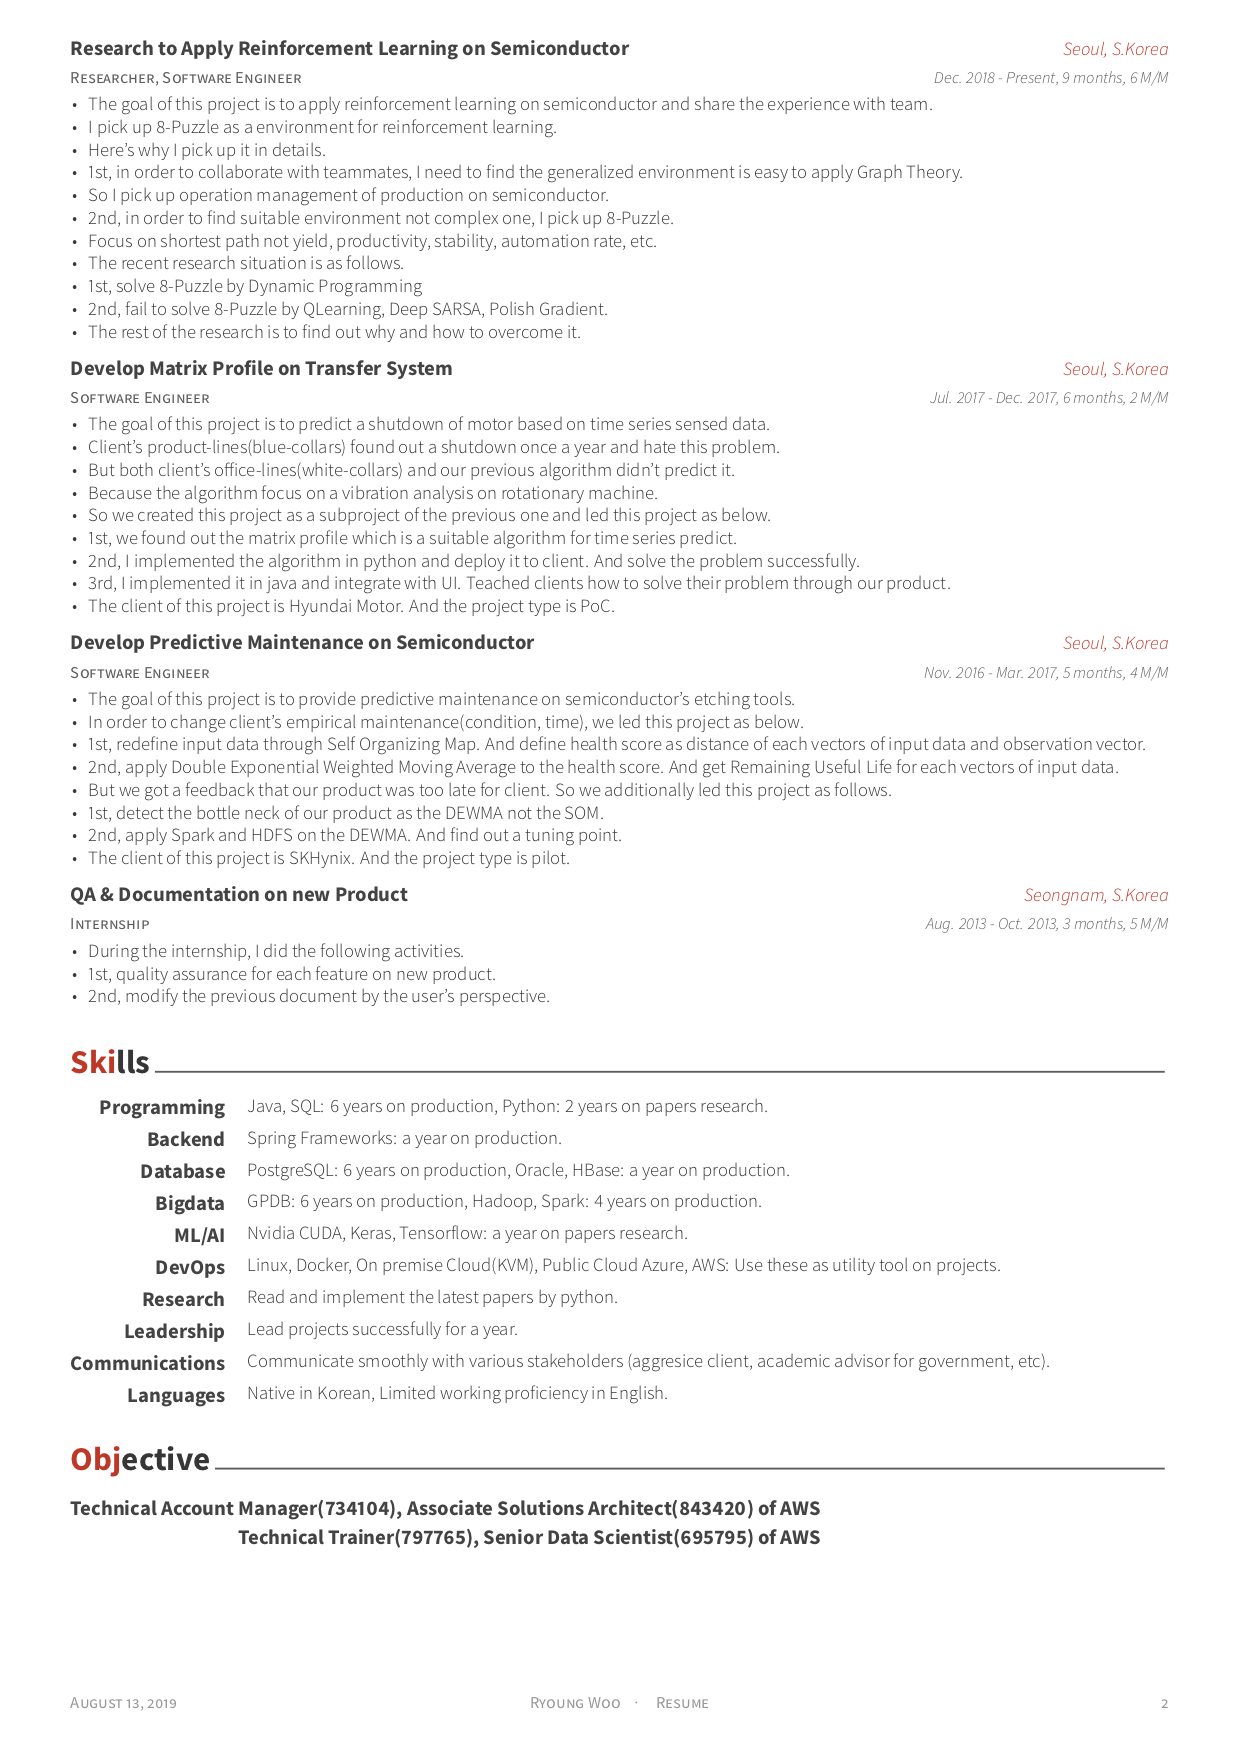 Research to Apply Reinforcement Learning on Semiconductor Seoul, S.Korea
Researcher, Software Engineer Dec. 2018 - Present, 9 months, 6 M/M
• The goal of this project is to apply reinforcement learning on semiconductor and share the experience with team.
• I pick up 8-Puzzle as a environment for reinforcement learning.
• Here's why I pick up it in details.
• 1st, in order to collaborate with teammates, I need to find the generalized environment is easy to apply Graph Theory.
• So I pick up operation management of production on semiconductor.
• 2nd, in order to find suitable environment not complex one, I pick up 8-Puzzle.
• Focus on shortest path not yield, productivity, stability, automation rate, etc.
• The recent research situation is as follows.
• 1st, solve 8-Puzzle by Dynamic Programming
• 2nd, fail to solve 8-Puzzle by QLearning, Deep SARSA, Polish Gradient.
• The rest of the research is to find out why and how to overcome it.
Develop Matrix Profile on Transfer System Seoul, S.Korea
Software Engineer Jul. 2017 - Dec. 2017, 6 months, 2 M/M
• The goal of this project is to predict a shutdown of motor based on time series sensed data.
• Client's product-lines(blue-collars) found out a shutdown once a year and hate this problem.
• But both client's office-lines(white-collars) and our previous algorithm didn't predict it.
• Because the algorithm focus on a vibration analysis on rotationary machine.
• So we created this project as a subproject of the previous one and led this project as below.
• 1st, we found out the matrix profile which is a suitable algorithm for time series predict.
• 2nd, I implemented the algorithm in python and deploy it to client. And solve the problem successfully.
• 3rd, I implemented it in java and integrate with UI. Teached clients how to solve their problem through our product.
• The client of this project is Hyundai Motor. And the project type is PoC.
Develop Predictive Maintenance on Semiconductor Seoul, S.Korea
Software Engineer Nov. 2016 - Mar. 2017, 5 months, 4 M/M
• The goal of this project is to provide predictive maintenance on semiconductor's etching tools.
• In order to change client's empirical maintenance(condition, time), we led this project as below.
• 1st, redefine input data through Self Organizing Map. And define health score as distance of each vectors of input data and observation vector.
• 2nd, apply Double Exponential Weighted Moving Average to the health score. And get Remaining Useful Life for each vectors of input data.
• But we got a feedback that our product was too late for client. So we additionally led this project as follows.
• 1st, detect the bottle neck of our product as the DEWMA not the SOM.
• 2nd, apply Spark and HDFS on the DEWMA. And find out a tuning point.
• The client of this project is SKHynix. And the project type is pilot.
QA & Documentation on new Product Seongnam, S.Korea
Internship Aug. 2013 - Oct. 2013, 3 months, 5 M/M
• During the internship, I did the following activities.
• 1st, quality assurance for each feature on new product.
• 2nd, modify the previous document by the user's perspective.
Skills
Programming Java, SQL: 6 years on production, Python: 2 years on papers research.
Backend Spring Frameworks: a year on production.
Database PostgreSQL: 6 years on production, Oracle, HBase: a year on production.
Bigdata GPDB: 6 years on production, Hadoop, Spark: 4 years on production.
ML/AI Nvidia CUDA, Keras, Tensorflow: a year on papers research.
DevOps Linux, Docker, On premise Cloud(KVM), Public Cloud Azure, AWS: Use these as utility tool on projects.
Research Read and implement the latest papers by python.
Leadership Lead projects successfully for a year.
Communications Communicate smoothly with various stakeholders (aggresice client, academic advisor for government, etc).
Languages Native in Korean, Limited working proficiency in English.
Objective
Technical Account Manager(734104), Associate Solutions Architect(843420) of AWS
Technical Trainer(797765), Senior Data Scientist(695795) of AWS
August 13, 2019 Ryoung Woo · Resume 2